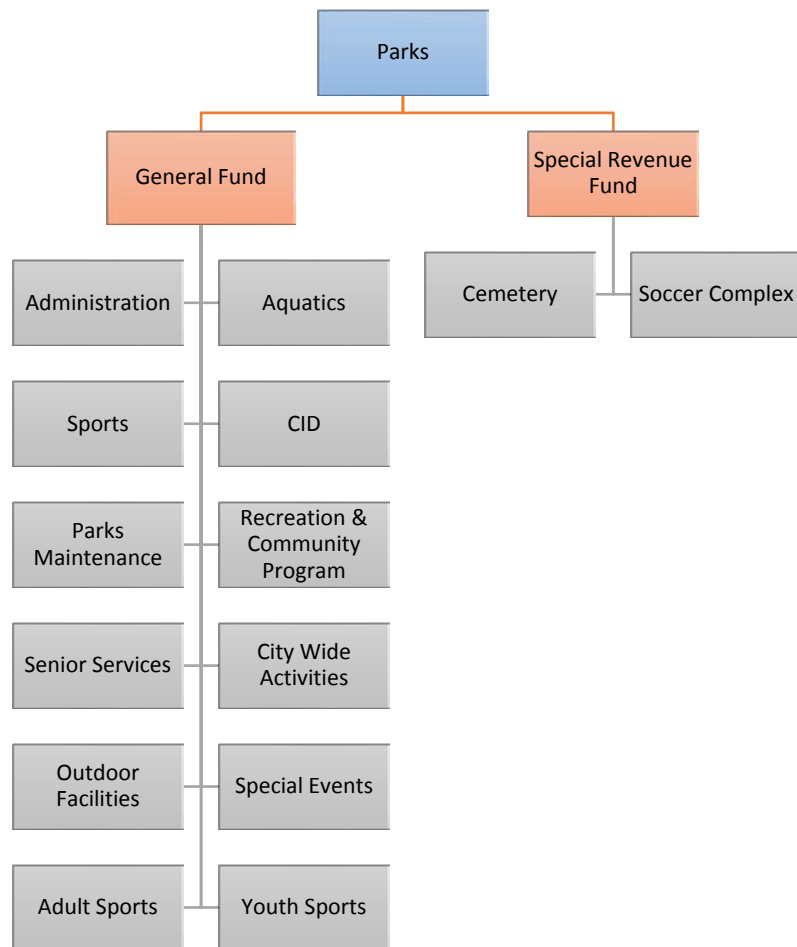 Parks
General Fund
Special Revenue
Fund
Administration
Aquatics
Cemetery
Soccer Complex
Sports
CID
Parks
Maintenance
Recreation &
Community
Program
Senior Services
City Wide
Activities
Outdoor
Facilities
Special Events
Adult Sports
Youth Sports